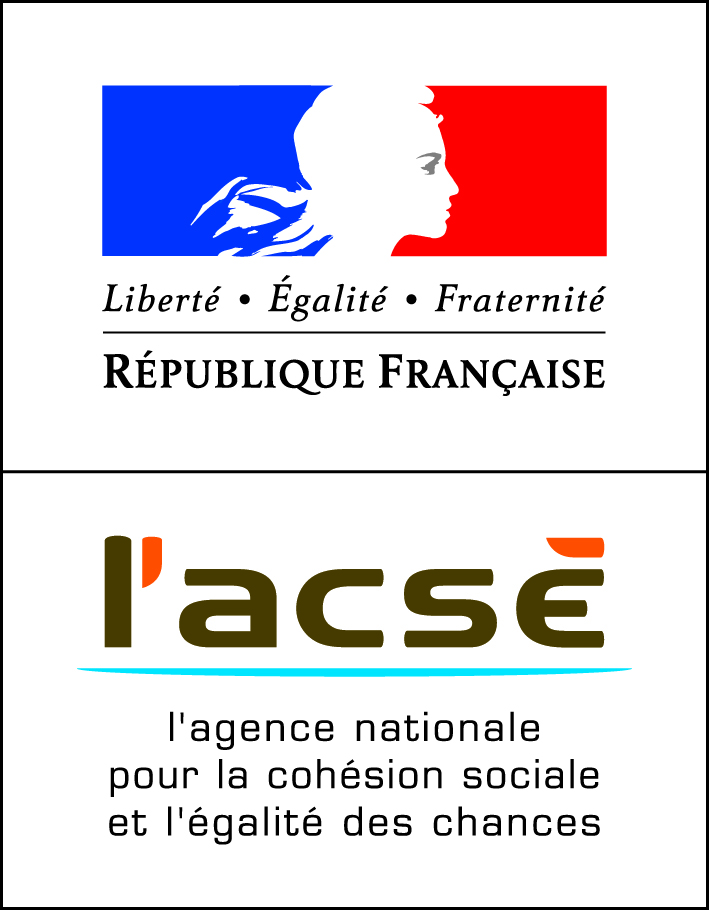 Liberté • Égalité • Fraternité
RÉPUBLIQUE FRANÇAISE
l'acsé
l'agence nationale
pour la cohésion sociale
et l'égalité des chances